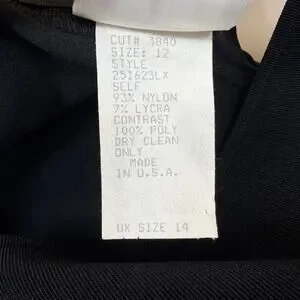 CUT# 3840
SIZE: 12
STYLE
251623LX
SELF
93% NYLON
7% LYCRA
CONTRAST
100% POLY
DRY CLEAN
ONLY
MADE
IN U.S.A.
UK SIZE 14